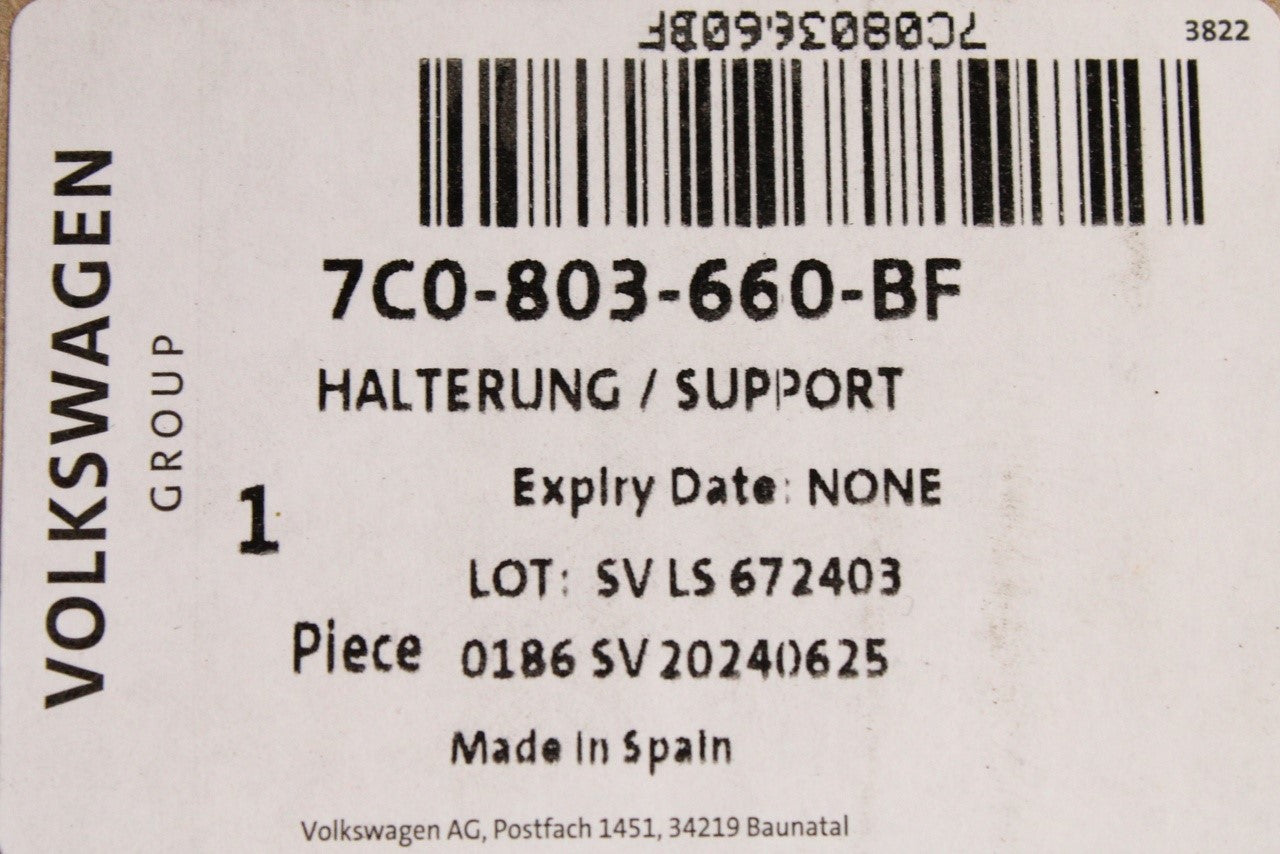 7C0803660BF
3822
7C0-803-660-BF
HALTERUNG / SUPPORT
Expiry Date: NONE
1
LOT: SV LS 672403
Piece 0186 SV 20240625
Made in Spain
Volkswagen AG, Postfach 1451, 34219 Baunatal
VOLKSWAGEN
GROUP